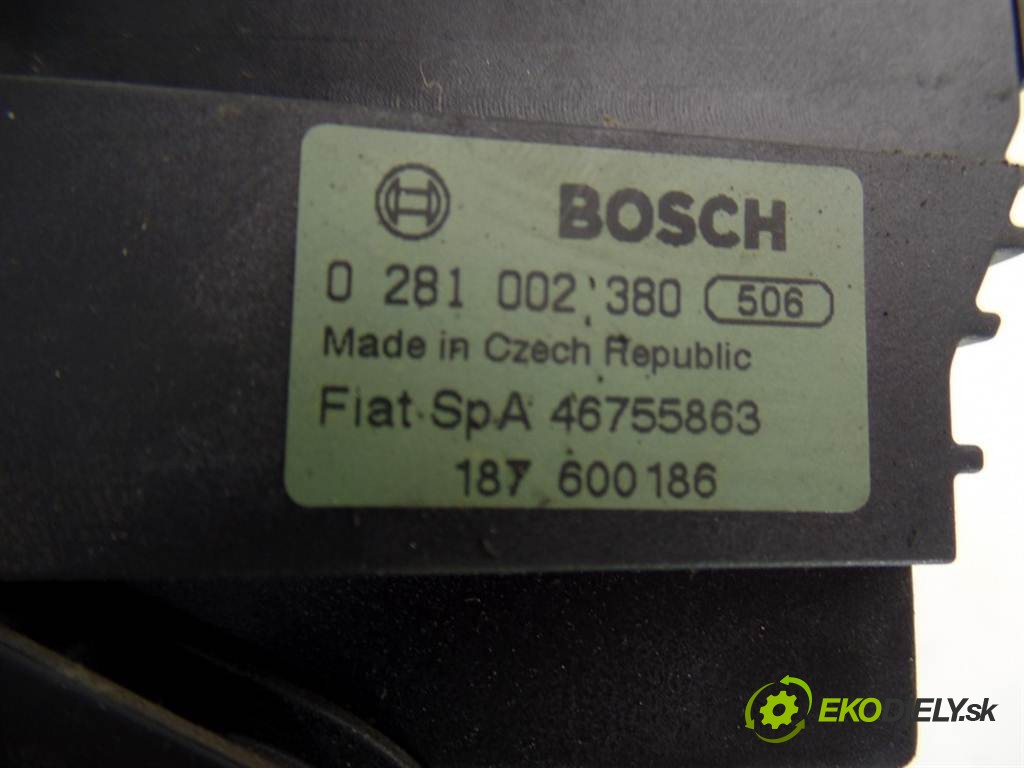 BOSCH
0 281 002 380 506
Made in Czech Republic
Fiat SpA 46755863
187 600186
EKODIELY.sk